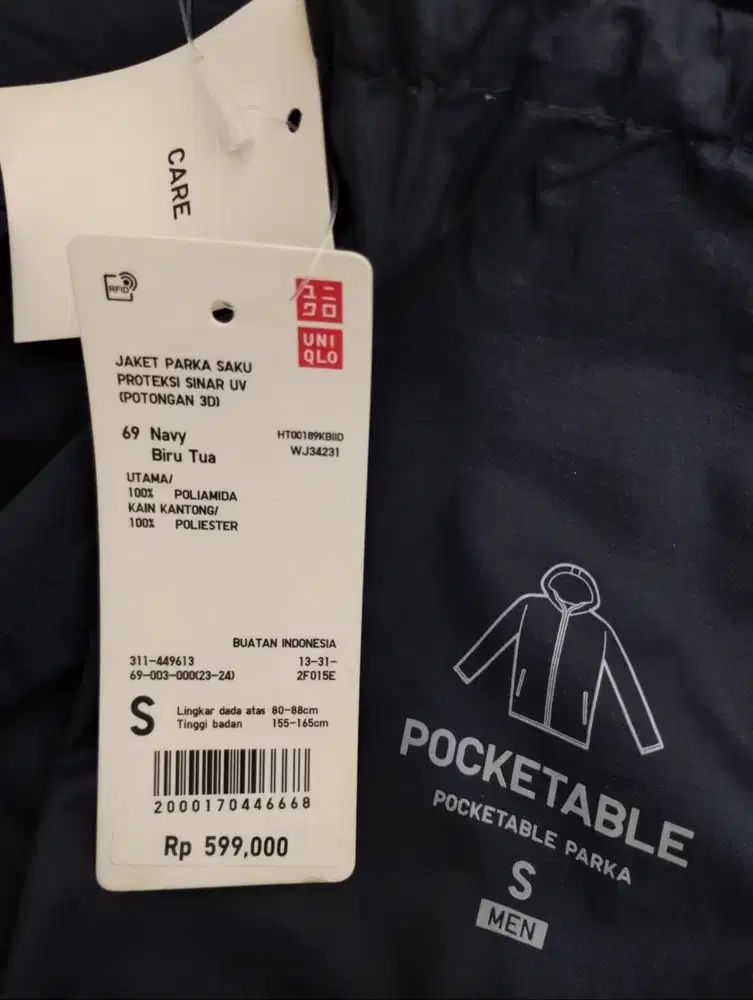 CARE
RFID
ユニ
クロ
UNI
QLO
JAKET PARKA SAKU
PROTEKSI SINAR UV
(POTONGAN 3D)
69 Navy
Biru Tua
HT00189KBIID
WJ34231
UTAMA/
100% POLIAMIDA
KAIN KANTONG/
100% POLIESTER
BUATAN INDONESIA
311-449613 13-31-
69-003-000(23-24) 2F015E
S
Lingkar dada atas 80-88cm
Tinggi badan 155-165cm
2000170446668
Rp 599,000
POCKETABLE
POCKETABLE PARKA
S
MEN